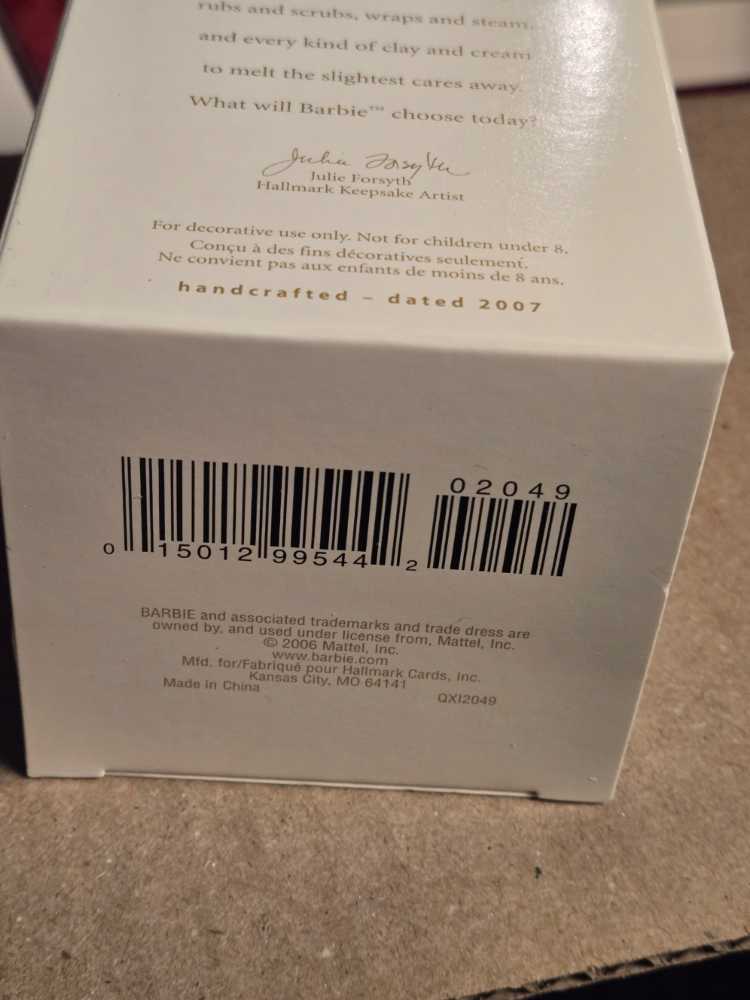 rubs and scrubs, wraps and steam,
and every kind of clay and cream
to melt the slightest cares away.
What will Barbie™ choose today?
Julie Forsyth
Julie Forsyth
Hallmark Keepsake Artist
For decorative use only. Not for children under 8.
Conçu à des fins décoratives seulement.
Ne convient pas aux enfants de moins de 8 ans.
handcrafted – dated 2007
02049
0 15012 99544 2
BARBIE and associated trademarks and trade dress are
owned by, and used under license from, Mattel, Inc.
© 2006 Mattel, Inc.
www.barbie.com
Mfd. for/Fabriqué pour Hallmark Cards, Inc.
Kansas City, MO 64141
Made in China
QXI2049